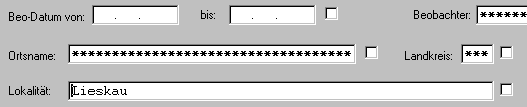 Beo-Datum von: . . bis: . . Beobachter: ******
Ortsname: *********************************** Landkreis: ***
Lokalität: Lieskau